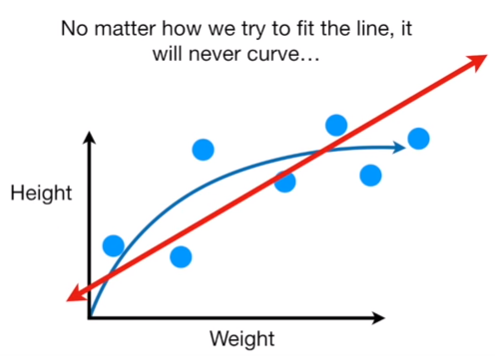 No matter how we try to fit the line, it
will never curve…
Height
Weight